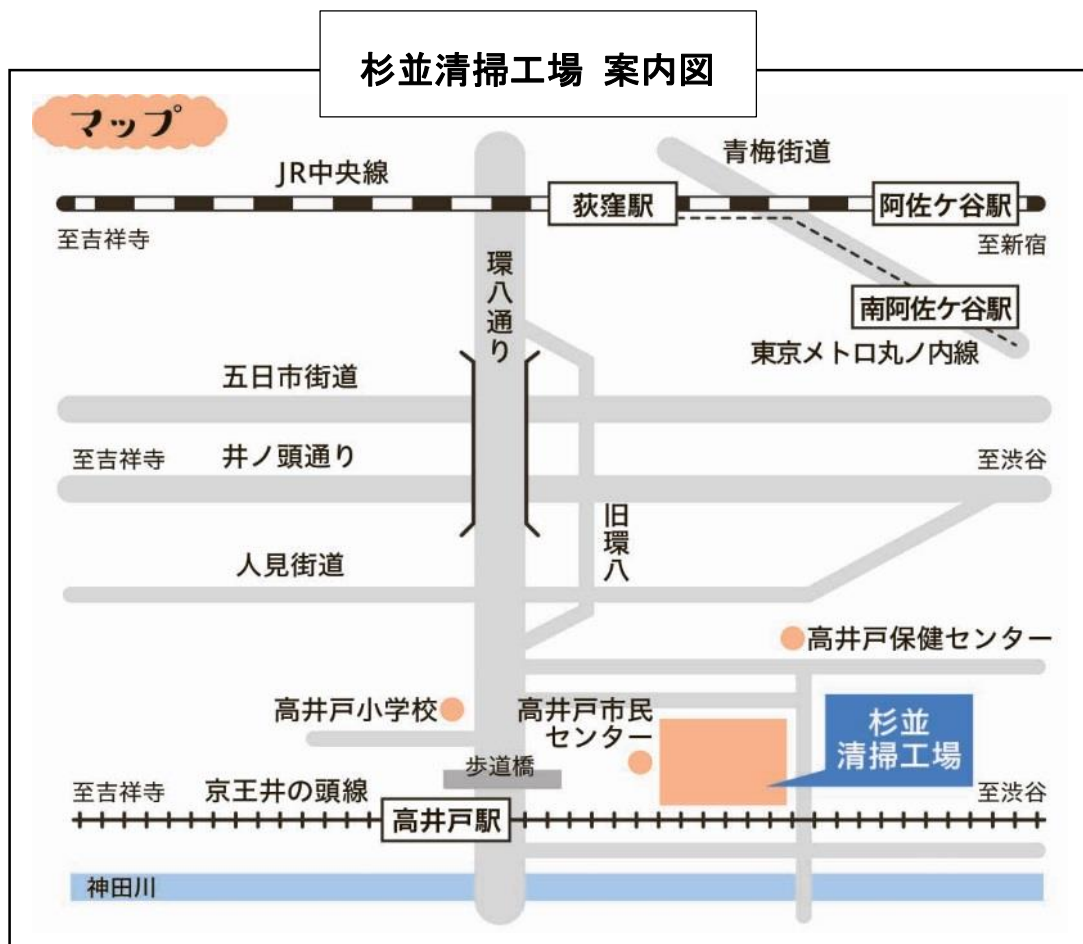 杉並清掃工場 案内図
マップ
青梅街道
JR中央線
荻窪駅
阿佐ケ谷駅
至吉祥寺
至新宿
環八通り
南阿佐ケ谷駅
東京メトロ丸ノ内線
五日市街道
至吉祥寺
井ノ頭通り
至渋谷
旧環八
人見街道
高井戸保健センター
高井戸小学校
高井戸市民
センター
杉並
清掃工場
歩道橋
至吉祥寺
京王井の頭線
至渋谷
高井戸駅
神田川